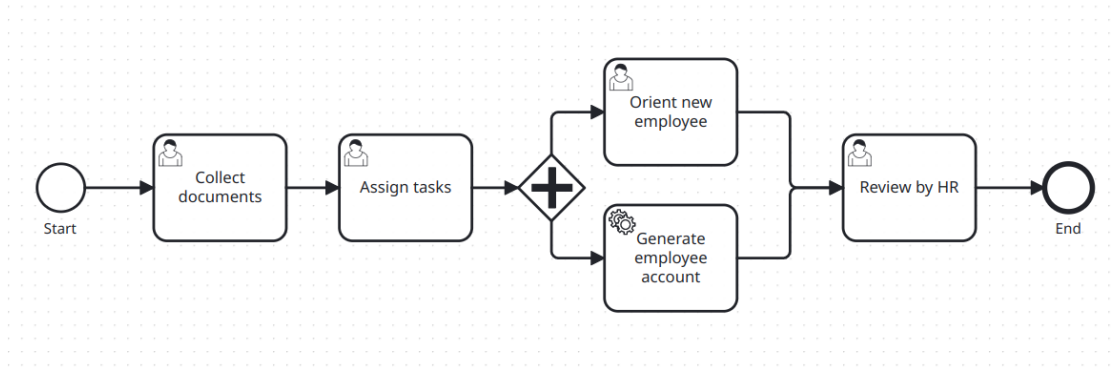 Start
Collect
documents
Assign tasks
Orient new
employee
Generate
employee
account
Review by HR
End